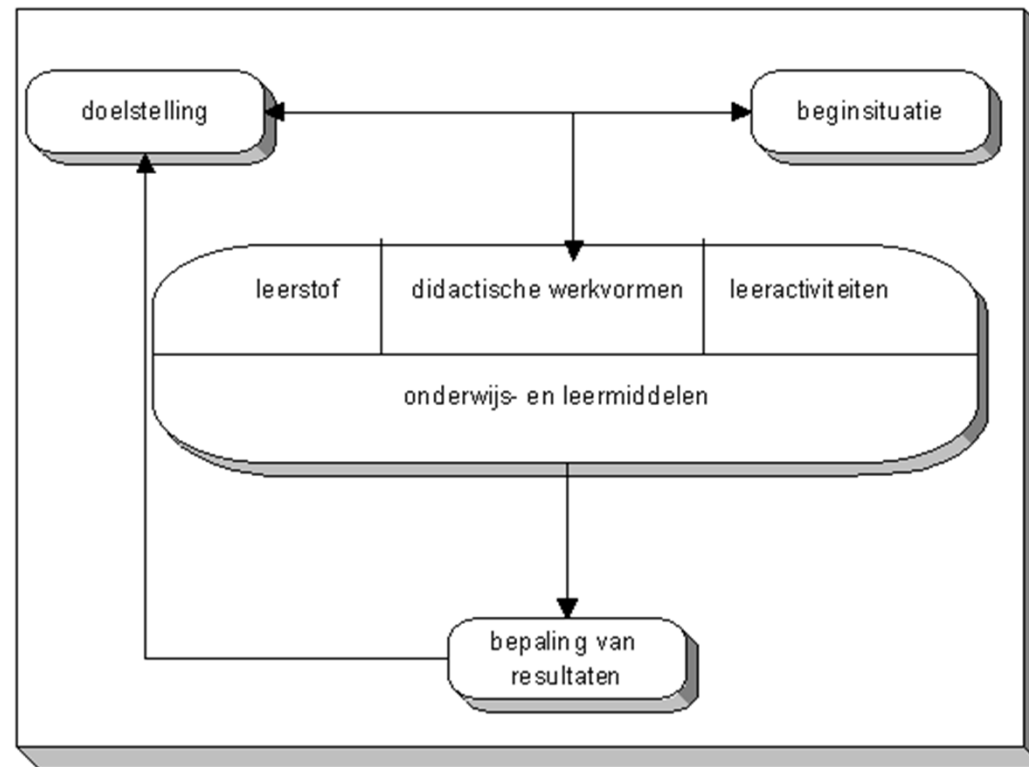 doelstelling
beginsituatie
leerstof
didactische werkvormen
leeractiviteiten
onderwijs- en leermiddelen
bepaling van
resultaten